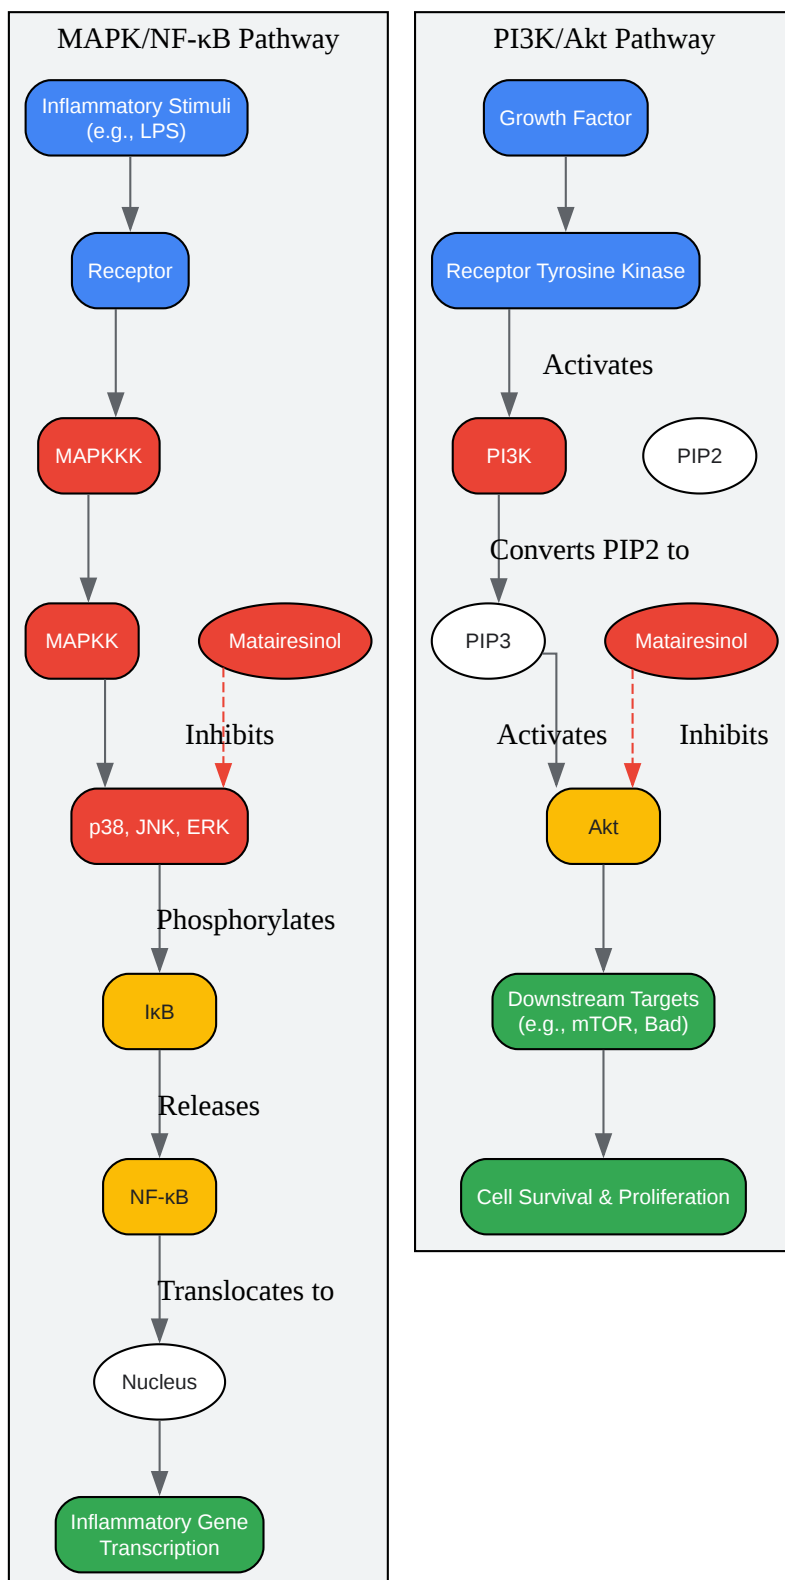 MAPK/NF-κB Pathway
Inflammatory Stimuli
(e.g., LPS)
Receptor
MAPKKK
MAPKK
Matairesinol
Inhibits
p38, JNK, ERK
Phosphorylates
IκB
Releases
NF-κB
Translocates to
Nucleus
Inflammatory Gene
Transcription
PI3K/Akt Pathway
Growth Factor
Receptor Tyrosine Kinase
Activates
PI3K
PIP2
Converts PIP2 to
PIP3
Matairesinol
Activates
Inhibits
Akt
Downstream Targets
(e.g., mTOR, Bad)
Cell Survival & Proliferation